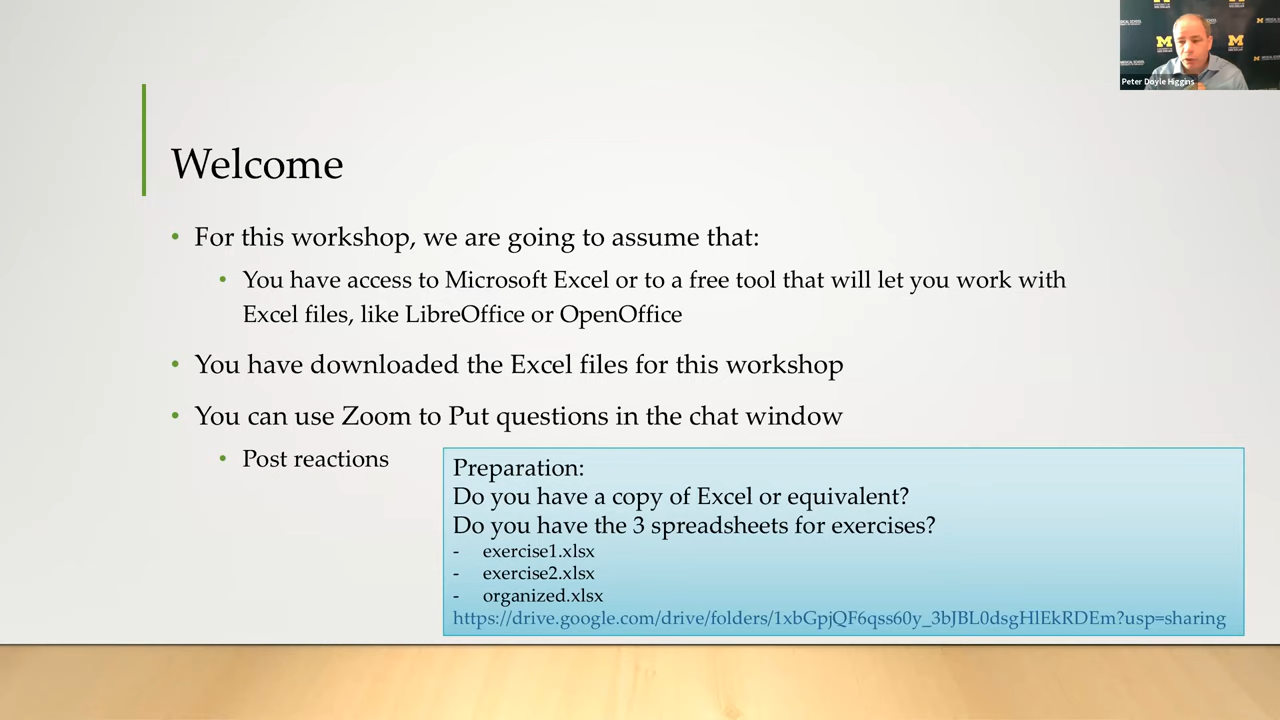 Welcome
• For this workshop, we are going to assume that:
• You have access to Microsoft Excel or to a free tool that will let you work with
Excel files, like LibreOffice or OpenOffice
• You have downloaded the Excel files for this workshop
• You can use Zoom to Put questions in the chat window
• Post reactions
Preparation:
Do you have a copy of Excel or equivalent?
Do you have the 3 spreadsheets for exercises?
- exercise1.xlsx
- exercise2.xlsx
- organized.xlsx
https://drive.google.com/drive/folders/1xbGpjQF6qss60y_3bJBL0dsgHlEkRDEm?usp=sharing
Peter Doyle Higgins